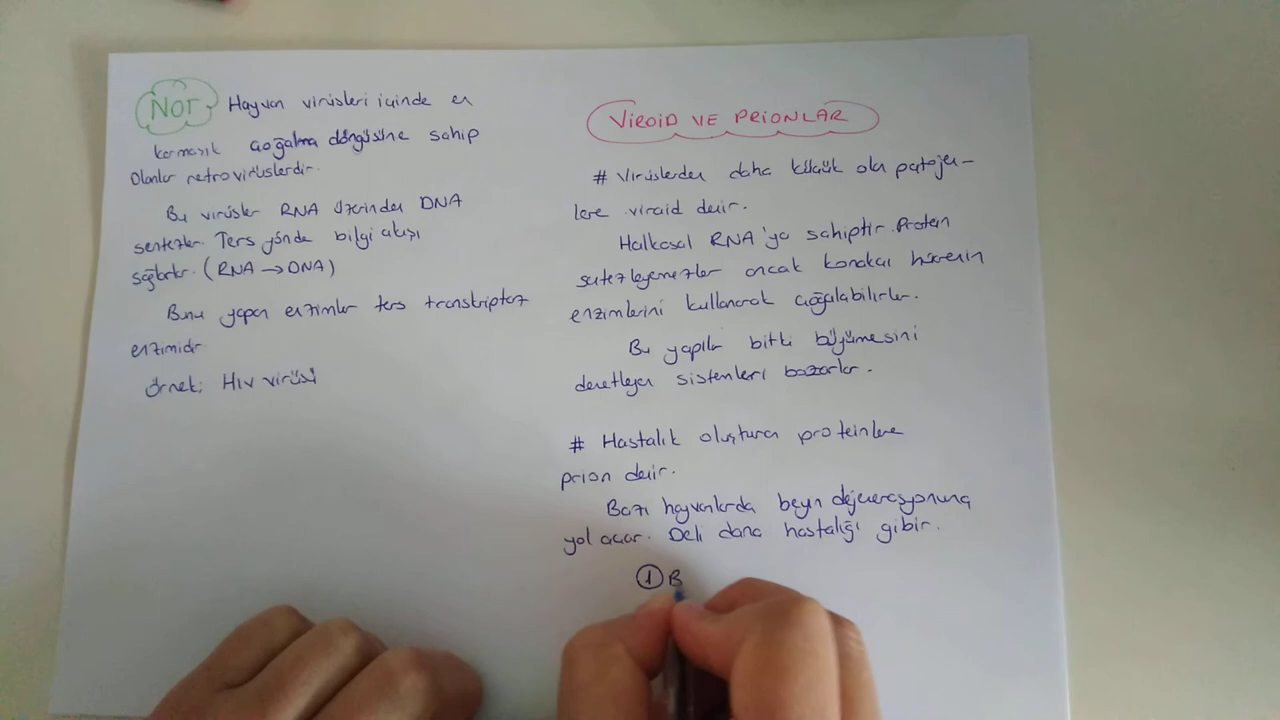 NOT Hayvan virüsleri içinde en
karmaşık çoğalma döngüsüne sahip
Olanlar retrovirüslerdir.
Bu virüsler RNA üzerinden DNA
sentezler. Ters yönde bilgi akışı
sağlarlar. (RNA → DNA)
Bunu yapan enzimler ters transkriptaz
enzimidir
Örnek; HIV virüsü
VİROİD VE PRİONLAR
# Virüslerden daha küçük olan patojen-
lere viroid denir.
Halkasal RNA'ya sahiptir. Protein
sentezleyemezler ancak konakçı hücrenin
enzimlerini kullanarak çoğalabilirler.
Bu yapılar bitki büyümesini
denetleyen sistemleri bozarlar.
# Hastalık oluşturan proteinlere
prion denir.
Bazı hayvanlarda beyin dejenerasyonuna
yol açar. Deli dana hastalığı gibir.
① B